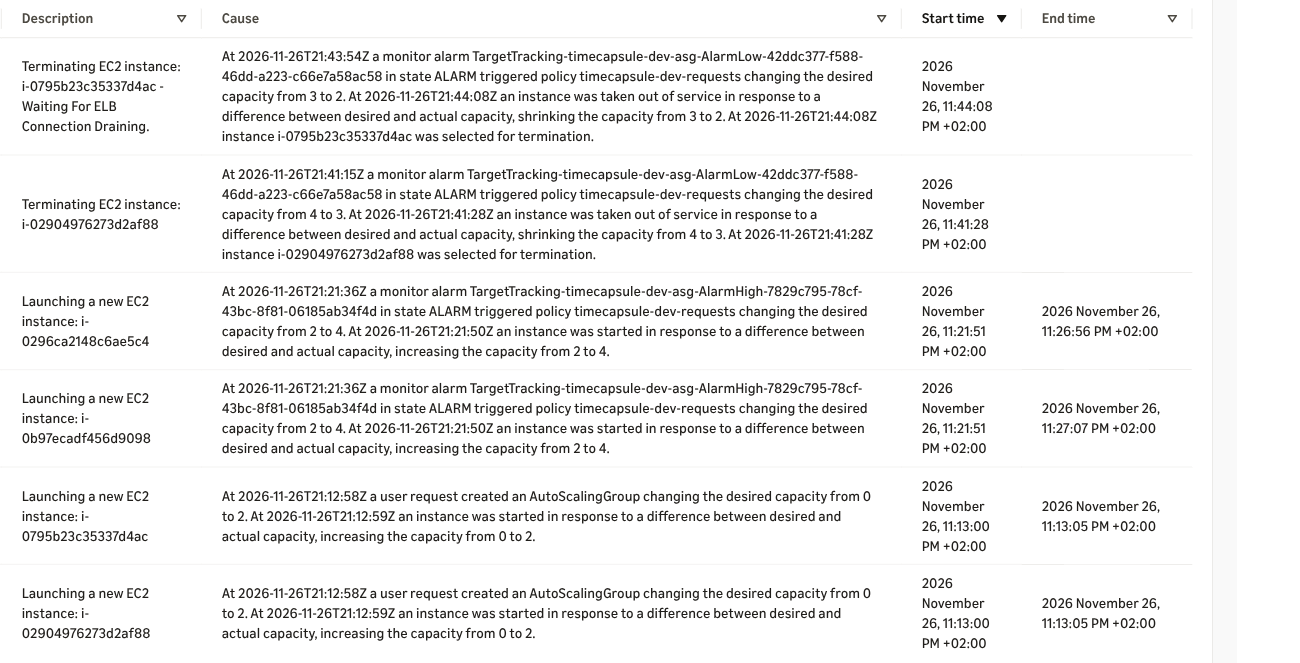 Description
Cause
Start time
End time
Terminating EC2 instance:
i-0795b23c35337d4ac -
Waiting For ELB
Connection Draining.
At 2026-11-26T21:43:54Z a monitor alarm TargetTracking-timecapsule-dev-asg-AlarmLow-42ddc377-f588-
46dd-a223-c66e7a58ac58 in state ALARM triggered policy timecapsule-dev-requests changing the desired
capacity from 3 to 2. At 2026-11-26T21:44:08Z an instance was taken out of service in response to a
difference between desired and actual capacity, shrinking the capacity from 3 to 2. At 2026-11-26T21:44:08Z
instance i-0795b23c35337d4ac was selected for termination.
2026
November
26, 11:44:08
PM +02:00
Terminating EC2 instance:
i-02904976273d2af88
At 2026-11-26T21:41:15Z a monitor alarm TargetTracking-timecapsule-dev-asg-AlarmLow-42ddc377-f588-
46dd-a223-c66e7a58ac58 in state ALARM triggered policy timecapsule-dev-requests changing the desired
capacity from 4 to 3. At 2026-11-26T21:41:28Z an instance was taken out of service in response to a
difference between desired and actual capacity, shrinking the capacity from 4 to 3. At 2026-11-26T21:41:28Z
instance i-02904976273d2af88 was selected for termination.
2026
November
26, 11:41:28
PM +02:00
Launching a new EC2
instance: i-
0296ca2148c6ae5c4
At 2026-11-26T21:21:36Z a monitor alarm TargetTracking-timecapsule-dev-asg-AlarmHigh-7829c795-78cf-
43bc-8f81-06185ab34f4d in state ALARM triggered policy timecapsule-dev-requests changing the desired
capacity from 2 to 4. At 2026-11-26T21:21:50Z an instance was started in response to a difference between
desired and actual capacity, increasing the capacity from 2 to 4.
2026
November
26, 11:21:51
PM +02:00
2026 November 26,
11:26:56 PM +02:00
Launching a new EC2
instance: i-
0b97ecadf456d9098
At 2026-11-26T21:21:36Z a monitor alarm TargetTracking-timecapsule-dev-asg-AlarmHigh-7829c795-78cf-
43bc-8f81-06185ab34f4d in state ALARM triggered policy timecapsule-dev-requests changing the desired
capacity from 2 to 4. At 2026-11-26T21:21:50Z an instance was started in response to a difference between
desired and actual capacity, increasing the capacity from 2 to 4.
2026
November
26, 11:21:51
PM +02:00
2026 November 26,
11:27:07 PM +02:00
Launching a new EC2
instance: i-
0795b23c35337d4ac
At 2026-11-26T21:12:58Z a user request created an AutoScalingGroup changing the desired capacity from 0
to 2. At 2026-11-26T21:12:59Z an instance was started in response to a difference between desired and
actual capacity, increasing the capacity from 0 to 2.
2026
November
26, 11:13:00
PM +02:00
2026 November 26,
11:13:05 PM +02:00
Launching a new EC2
instance: i-
02904976273d2af88
At 2026-11-26T21:12:58Z a user request created an AutoScalingGroup changing the desired capacity from 0
to 2. At 2026-11-26T21:12:59Z an instance was started in response to a difference between desired and
actual capacity, increasing the capacity from 0 to 2.
2026
November
26, 11:13:00
PM +02:00
2026 November 26,
11:13:05 PM +02:00